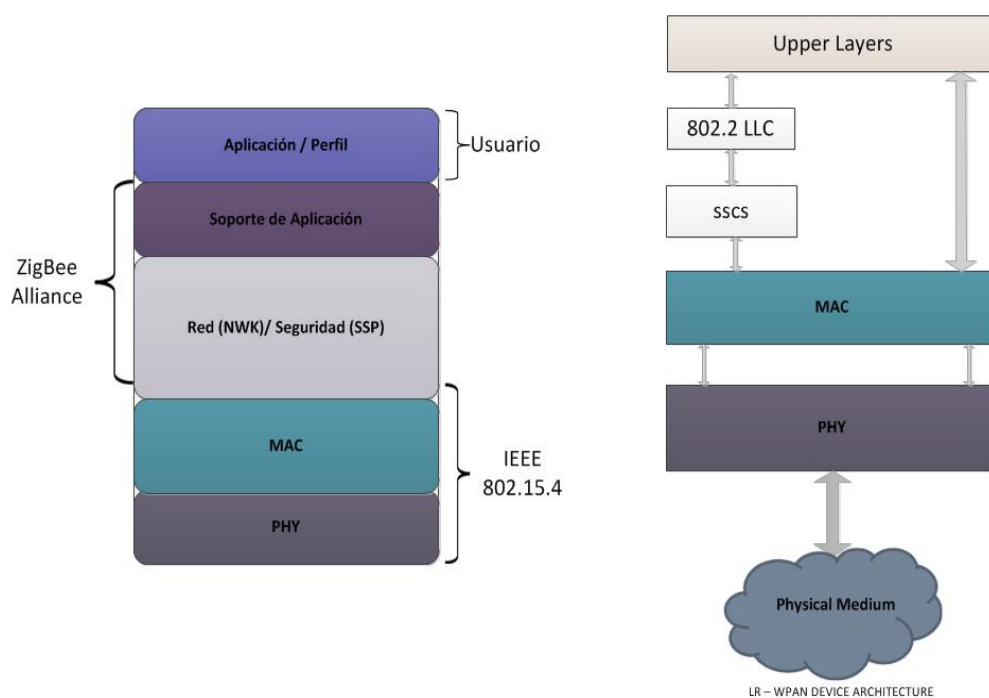 Aplicación / Perfil
Usuario
Soporte de Aplicación
ZigBee
Alliance
Red (NWK)/ Seguridad (SSP)
MAC
IEEE
802.15.4
PHY
Upper Layers
802.2 LLC
sscs
MAC
PHY
Physical Medium
LR – WPAN DEVICE ARCHITECTURE